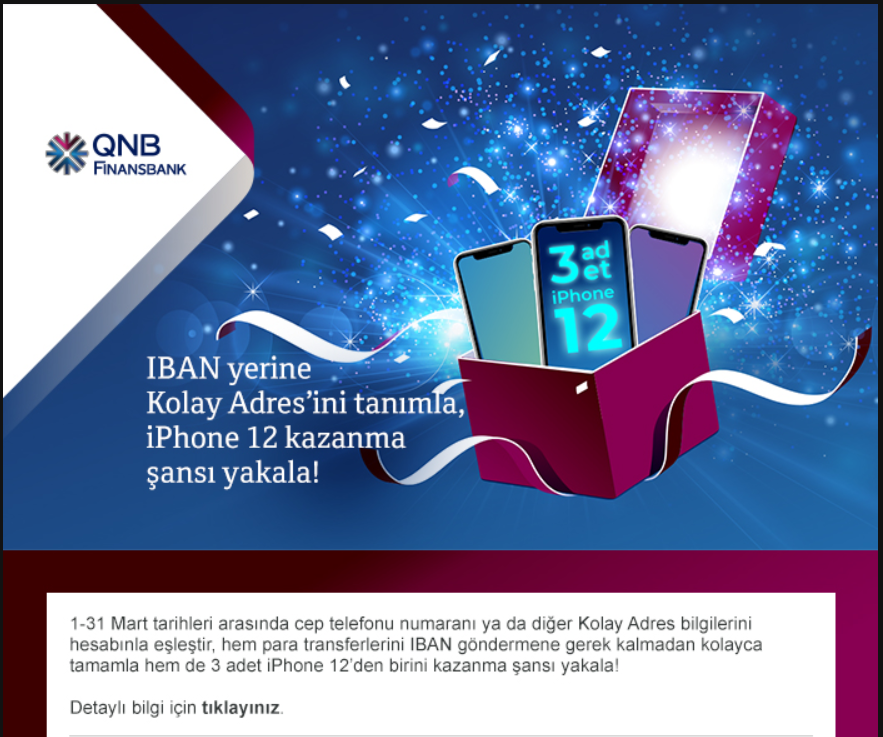 QNB
FINANSBANK
3 ad
et
iPhone
12
IBAN yerine
Kolay Adres'ini tanımla,
iPhone 12 kazanma
şansı yakala!
1-31 Mart tarihleri arasında cep telefonu numaranı ya da diğer Kolay Adres bilgilerini
hesabınla eşleştir, hem para transferlerini IBAN göndermene gerek kalmadan kolayca
tamamla hem de 3 adet iPhone 12'den birini kazanma şansı yakala!
Detaylı bilgi için tıklayınız.